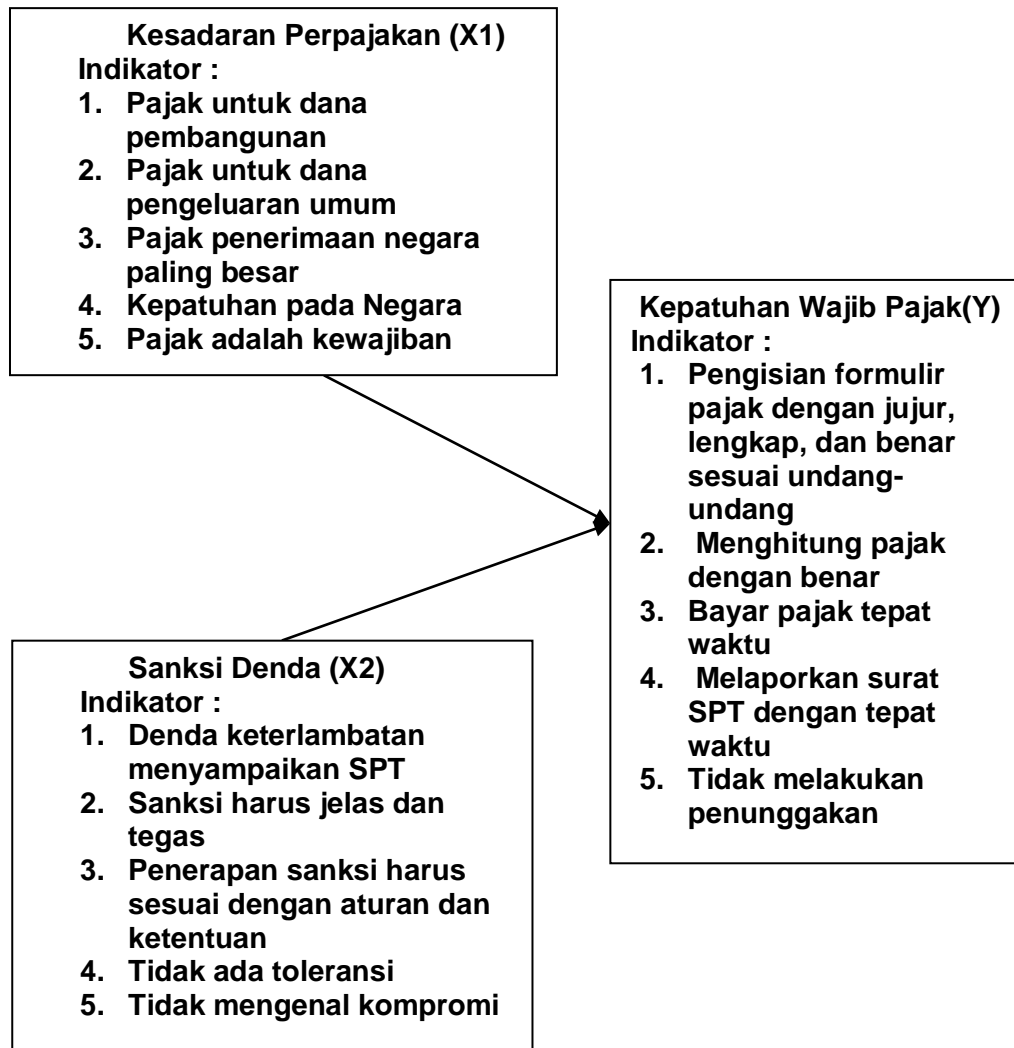 Kesadaran Perpajakan (X1)
Indikator :
1. Pajak untuk dana
pembangunan
2. Pajak untuk dana
pengeluaran umum
3. Pajak penerimaan negara
paling besar
4. Kepatuhan pada Negara
5. Pajak adalah kewajiban
Kepatuhan Wajib Pajak(Y)
Indikator :
1. Pengisian formulir
pajak dengan jujur,
lengkap, dan benar
sesuai undang-
undang
2. Menghitung pajak
dengan benar
3. Bayar pajak tepat
waktu
4. Melaporkan surat
SPT dengan tepat
waktu
5. Tidak melakukan
penunggakan
Sanksi Denda (X2)
Indikator :
1. Denda keterlambatan
menyampaikan SPT
2. Sanksi harus jelas dan
tegas
3. Penerapan sanksi harus
sesuai dengan aturan dan
ketentuan
4. Tidak ada toleransi
5. Tidak mengenal kompromi